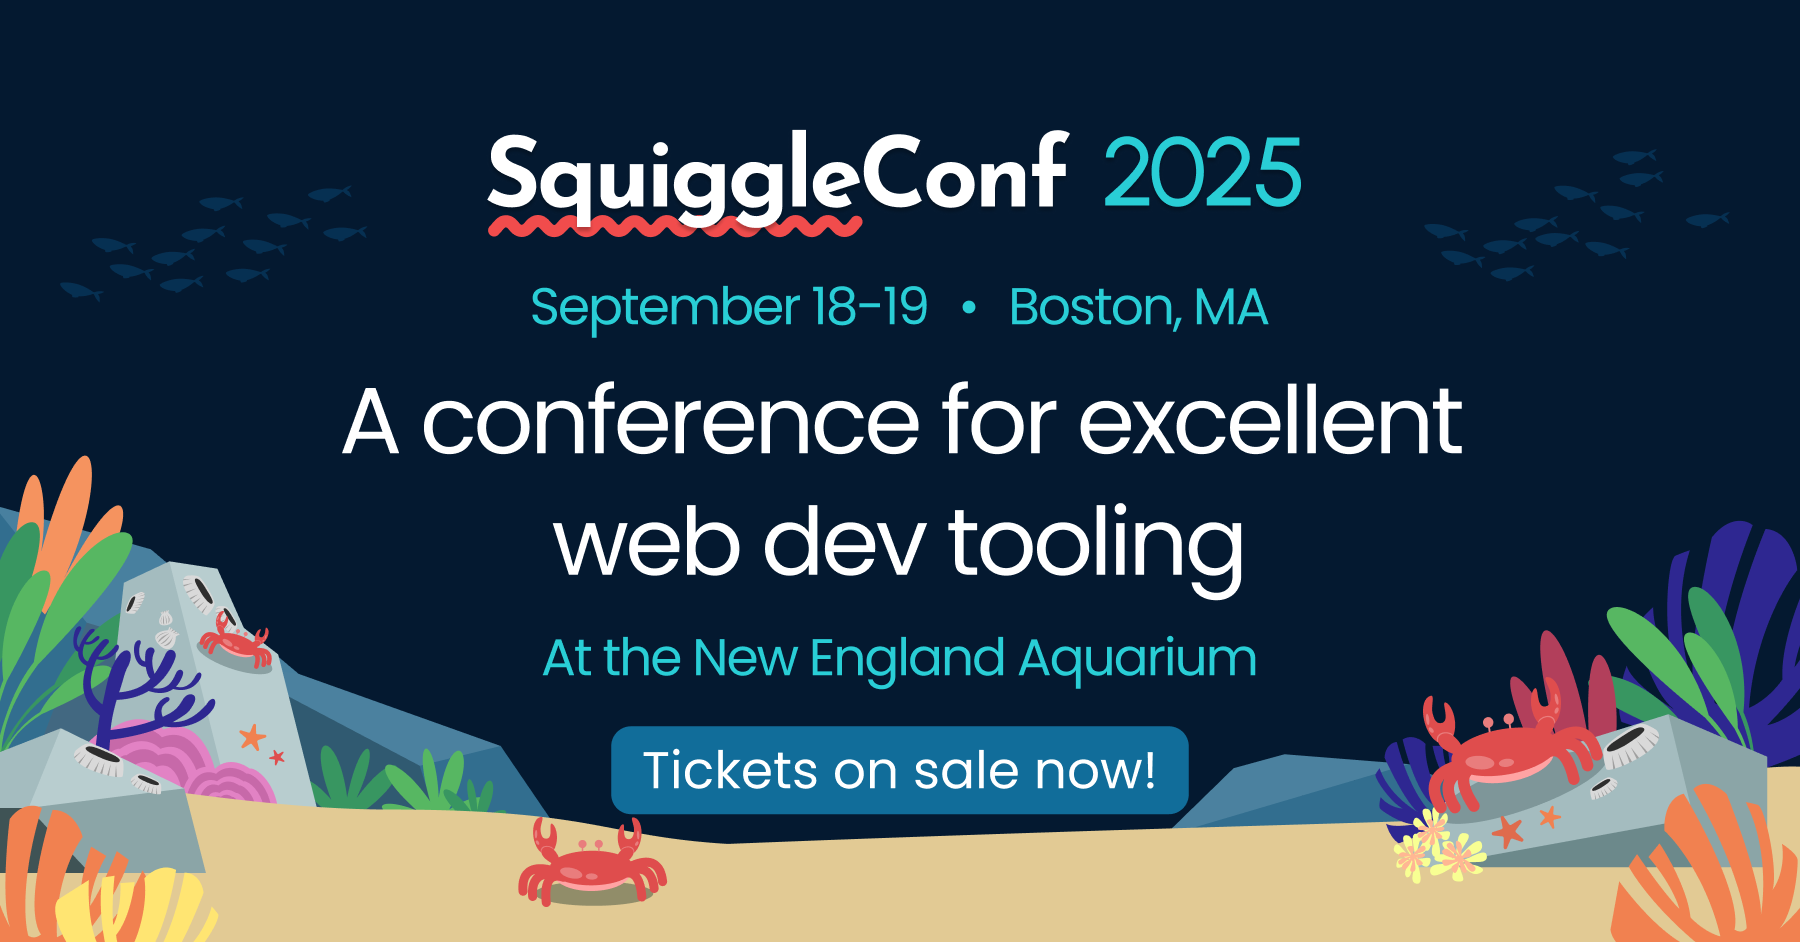 SquiggleConf 2025
September 18-19 • Boston, MA
A conference for excellent
web dev tooling
At the New England Aquarium
Tickets on sale now!